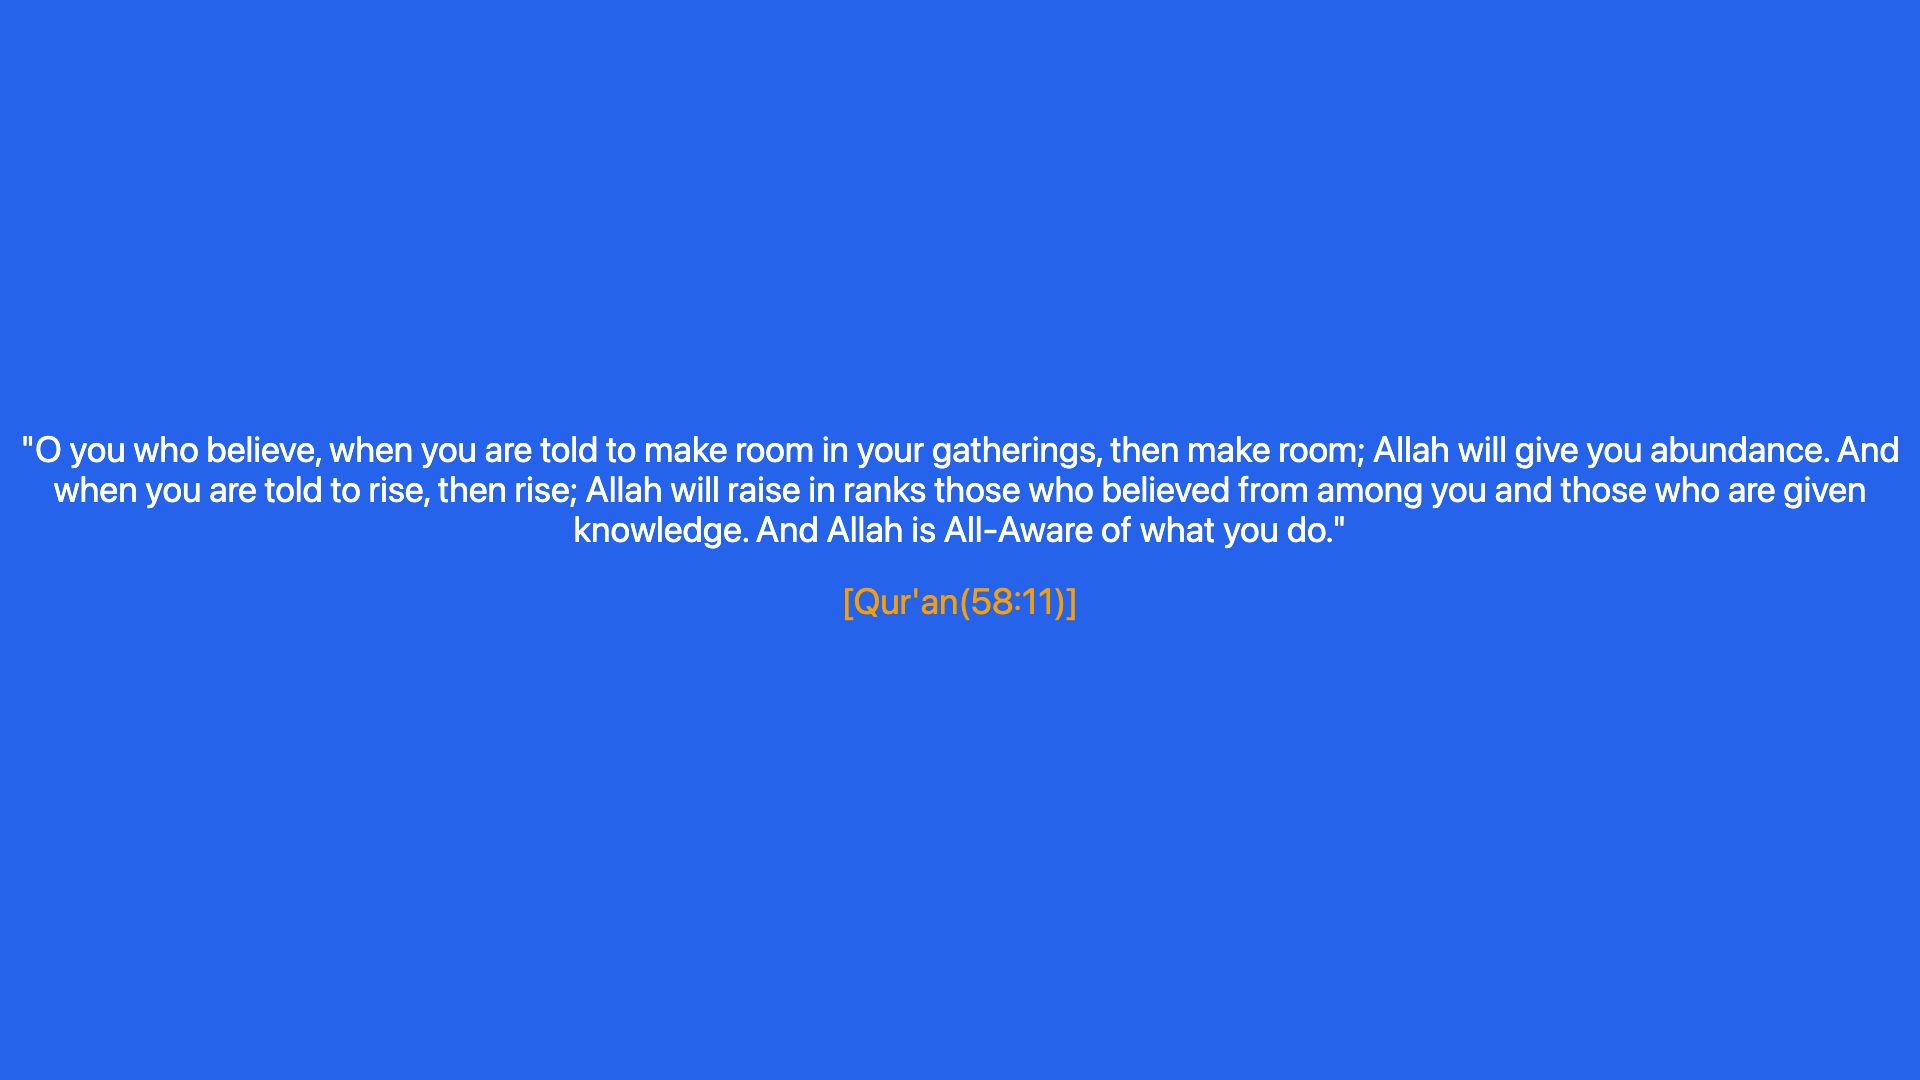 "O you who believe, when you are told to make room in your gatherings, then make room; Allah will give you abundance. And
when you are told to rise, then rise; Allah will raise in ranks those who believed from among you and those who are given
knowledge. And Allah is All-Aware of what you do."
[Qur'an(58:11)]